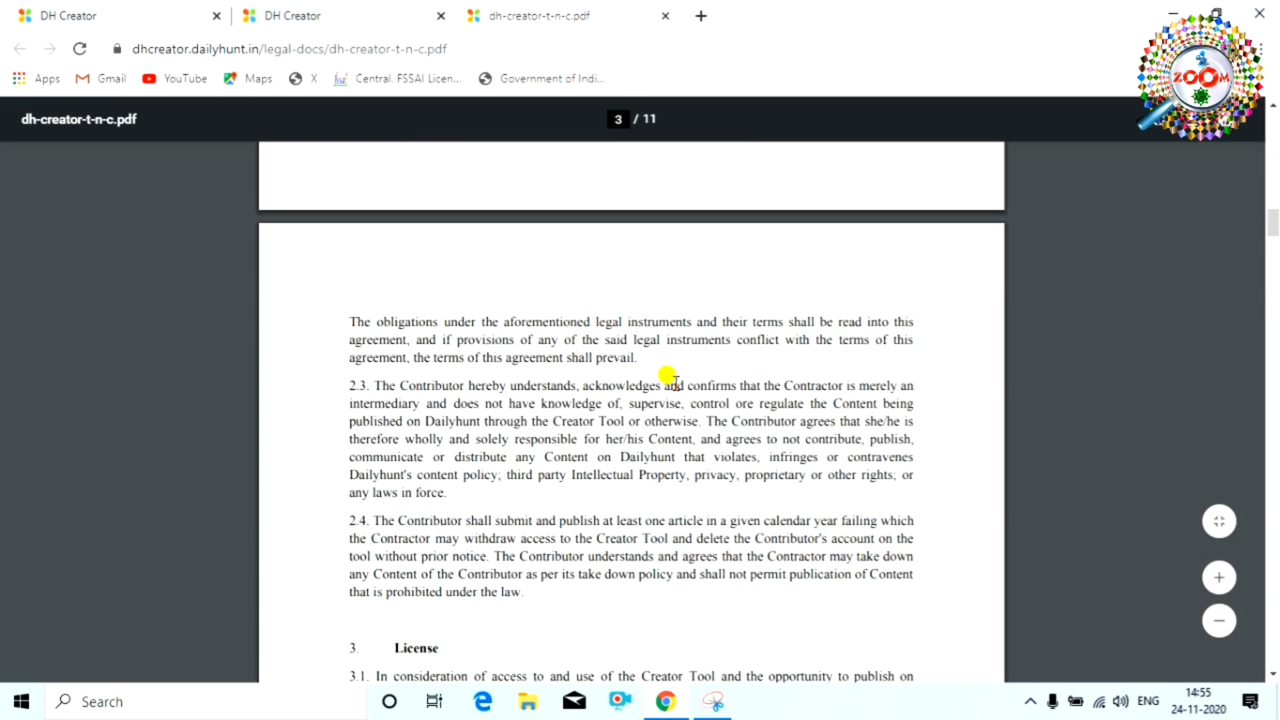 DH Creator
DH Creator
dh-creator-t-n-c.pdf
dhcreator.dailyhunt.in/legal-docs/dh-creator-t-n-c.pdf
Apps
Gmail
YouTube
Maps
X
Central. FSSAI Licen...
Government of Indi...
ZOOM
dh-creator-t-n-c.pdf
3 / 11
The obligations under the aforementioned legal instruments and their terms shall be read into this
agreement, and if provisions of any of the said legal instruments conflict with the terms of this
agreement, the terms of this agreement shall prevail.
2.3. The Contributor hereby understands, acknowledges and confirms that the Contractor is merely an
intermediary and does not have knowledge of, supervise, control ore regulate the Content being
published on Dailyhunt through the Creator Tool or otherwise. The Contributor agrees that she/he is
therefore wholly and solely responsible for her/his Content, and agrees to not contribute, publish,
communicate or distribute any Content on Dailyhunt that violates, infringes or contravenes
Dailyhunt's content policy; third party Intellectual Property, privacy, proprietary or other rights; or
any laws in force.
2.4. The Contributor shall submit and publish at least one article in a given calendar year failing which
the Contractor may withdraw access to the Creator Tool and delete the Contributor's account on the
tool without prior notice. The Contributor understands and agrees that the Contractor may take down
any Content of the Contributor as per its take down policy and shall not permit publication of Content
that is prohibited under the law.
3. License
3.1. In consideration of access to and use of the Creator Tool and the opportunity to publish on
Search
ENG
14:55
24-11-2020